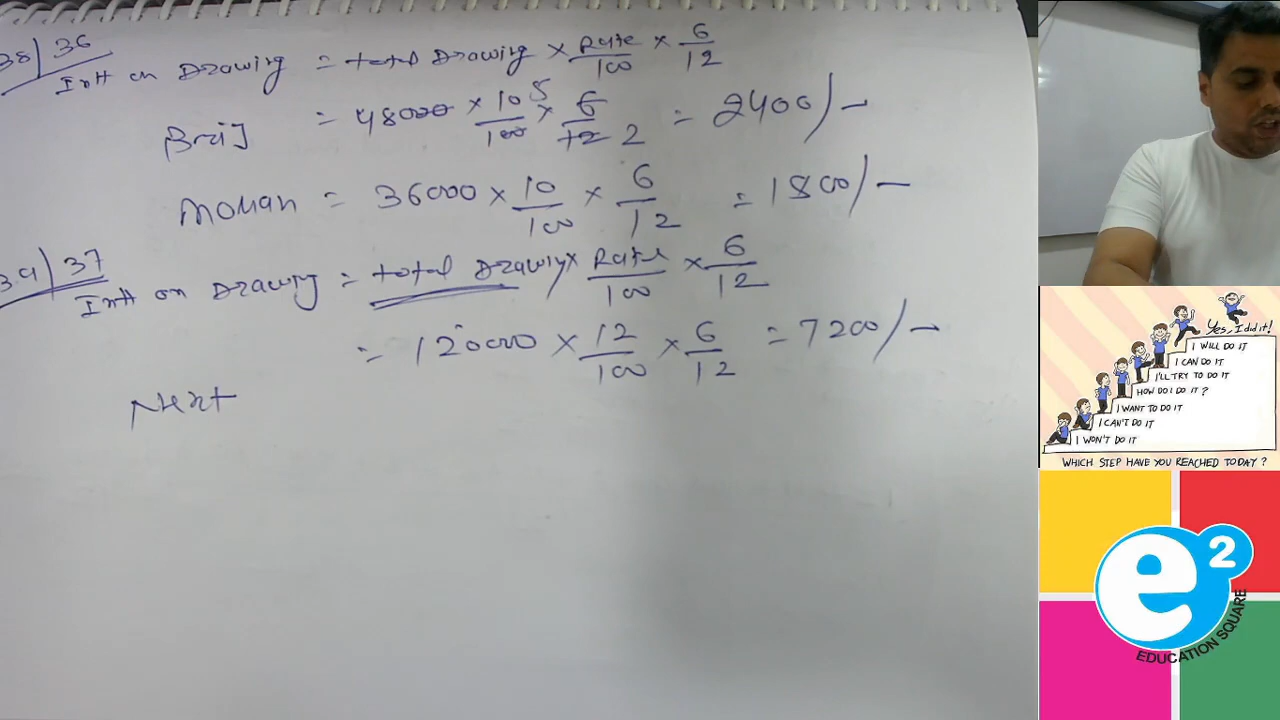 38/36
Intt on Drawing = total Drawing × Rate/100 × 6/12
Brij = 48000 × 10/100 5 × 6/12 2 = 2400/-
Mohan = 36000 × 10/100 × 6/12 = 1800/-
39/37
Intt on Drawing = total Drawing × Rate/100 × 6/12
= 120000 × 12/100 × 6/12 = 7200/-
Next
Yes, I did it!
I WILL DO IT
I CAN DO IT
I'LL TRY TO DO IT
HOW DO I DO IT?
I WANT TO DO IT
I CAN'T DO IT
I WON'T DO IT
WHICH STEP HAVE YOU REACHED TODAY?
e2
EDUCATION SQUARE